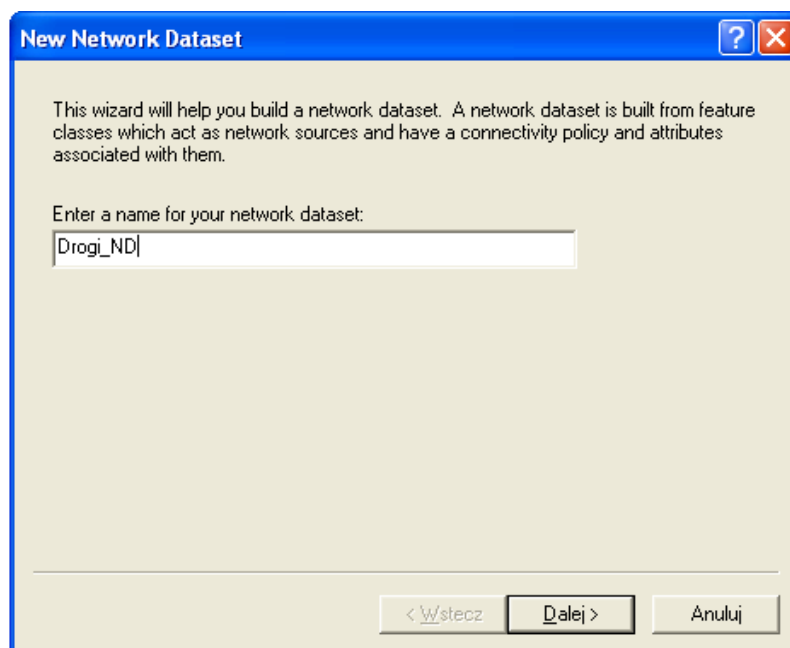 New Network Dataset
This wizard will help you build a network dataset. A network dataset is built from feature
classes which act as network sources and have a connectivity policy and attributes
associated with them.
Enter a name for your network dataset:
Drogi_ND
< Wstecz Dalej > Anuluj